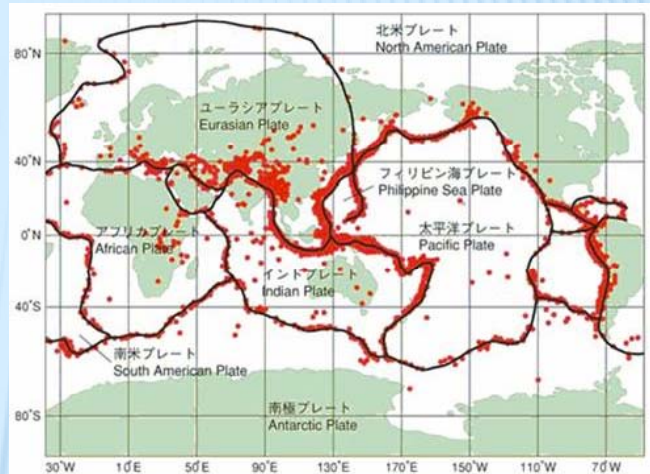 北米プレート
North American Plate
80°N
ユーラシアプレート
Eurasian Plate
40°N
フィリピン海プレート
Philippine Sea Plate
アフリカプレート
African Plate
太平洋プレート
Pacific Plate
0°N
インドプレート
Indian Plate
40°S
南米プレート
South American Plate
南極プレート
Antarctic Plate
80°S
30°W 10°E 50°E 90°E 130°E 170°E 150°W 110°W 70°W